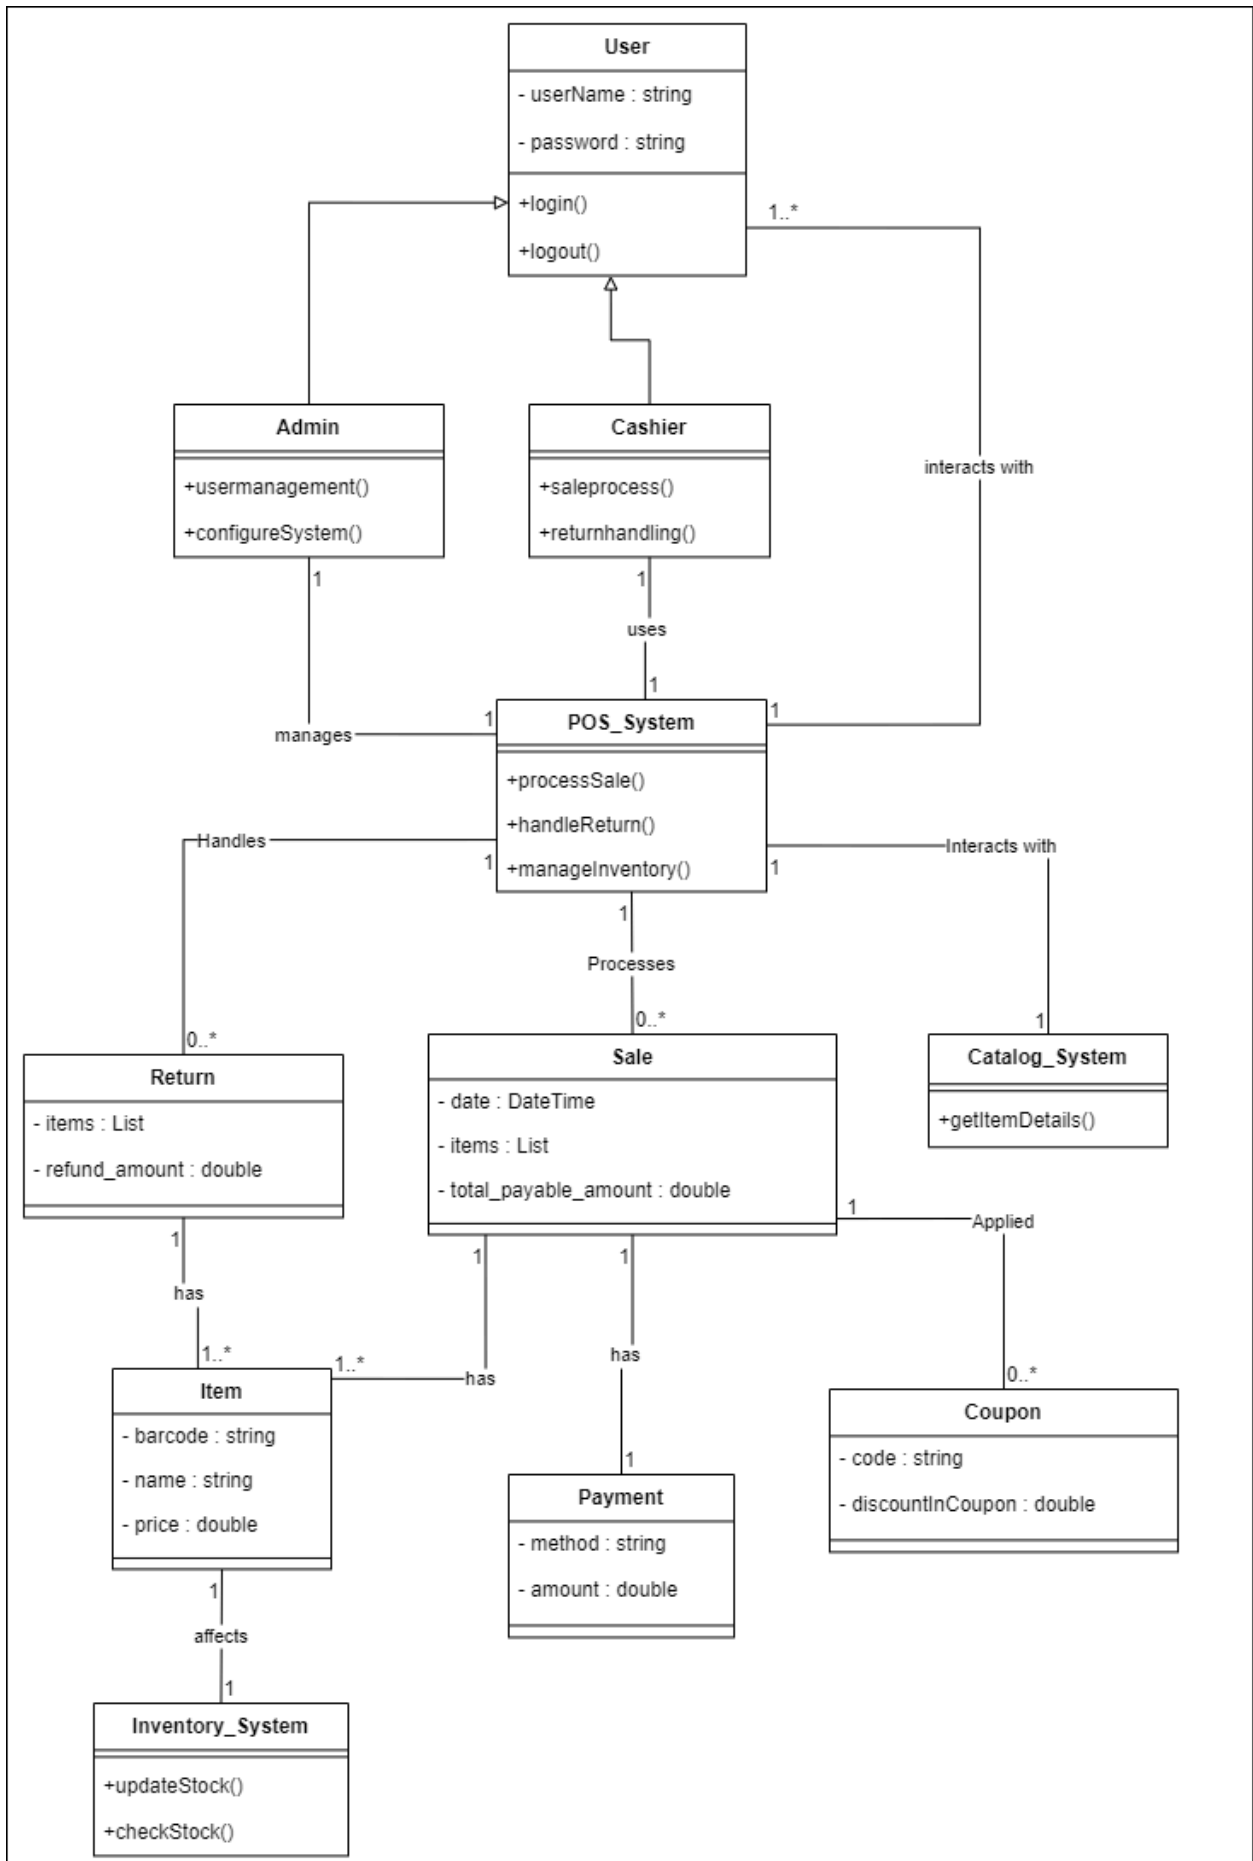 User
- userName : string
- password : string
+login()
+logout()
1..*
Admin
+usermanagement()
+configureSystem()
Cashier
+saleprocess()
+returnhandling()
interacts with
1
1
uses
1
manages
1
POS_System
1
+processSale()
+handleReturn()
+manageInventory()
Handles
1
1
Interacts with
1
Processes
0..*
0..*
1
Return
- items : List
- refund_amount : double
Sale
- date : DateTime
- items : List
- total_payable_amount : double
Catalog_System
+getItemDetails()
1
Applied
1
1
1
has
1..*
1..*
has
has
0..*
Item
- barcode : string
- name : string
- price : double
1
Payment
- method : string
- amount : double
Coupon
- code : string
- discountInCoupon : double
1
affects
1
Inventory_System
+updateStock()
+checkStock()